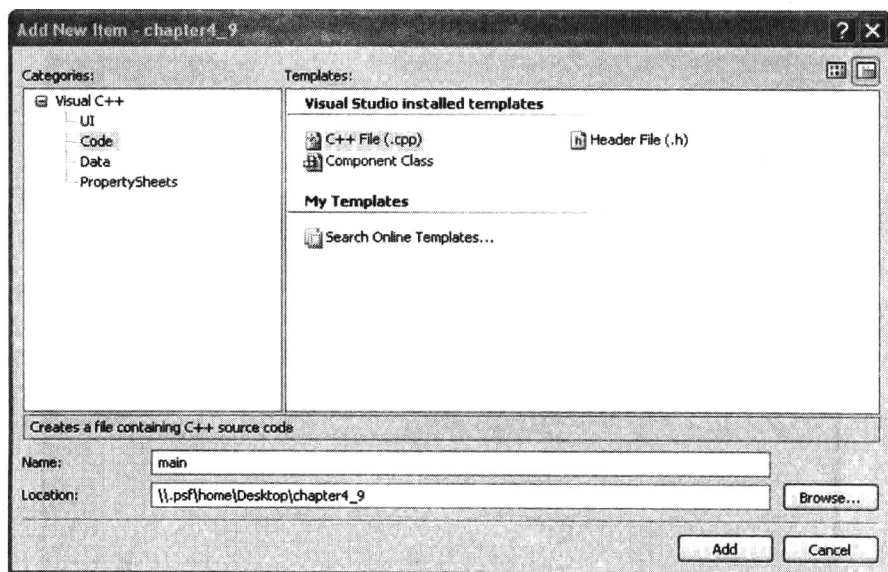 Add New Item - chapter4_9
Categories:
Templates:
Visual C++
UI
Code
Data
PropertySheets
Visual Studio installed templates
C++ File (.cpp)
Header File (.h)
Component Class
My Templates
Search Online Templates...
Creates a file containing C++ source code
Name:
main
Location:
\\.psf\home\Desktop\chapter4_9
Browse...
Add
Cancel